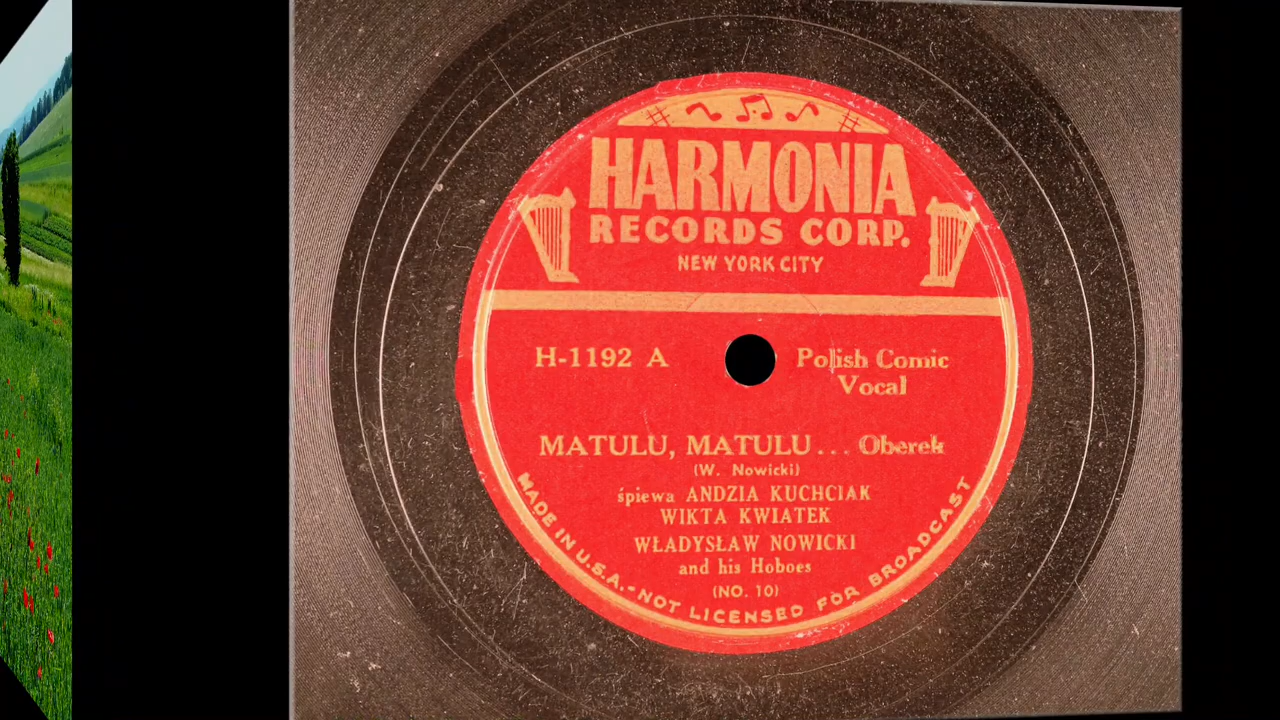 HARMONIA
RECORDS CORP.
NEW YORK CITY
H-1192 A
Polish Comic
Vocal
MATULU, MATULU... Oberek
(W. Nowicki)
śpiewa ANDZIA KUCHCIAK
WIKTA KWIATEK
WŁADYSŁAW NOWICKI
and his Hoboes
(NO. 10)
MADE IN U.S.A.-NOT LICENSED FOR BROADCAST